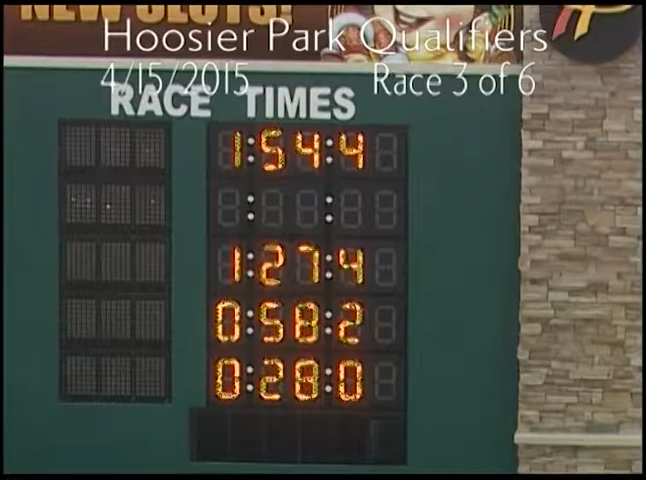 NEW SLOTS!
Hoosier Park Qualifiers
4/15/2015 Race 3 of 6
RACE TIMES
1:54:4
: :
1:27:4
0:58:2
0:28:0